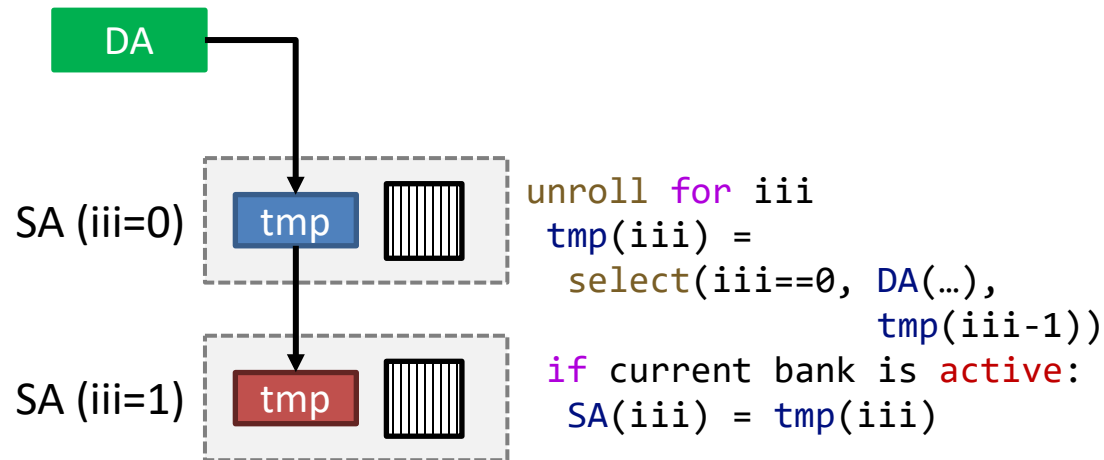 DA
SA (iii=0)
tmp
SA (iii=1)
tmp
unroll for iii
tmp(iii) =
select(iii==0, DA(…),
tmp(iii-1))
if current bank is active:
SA(iii) = tmp(iii)